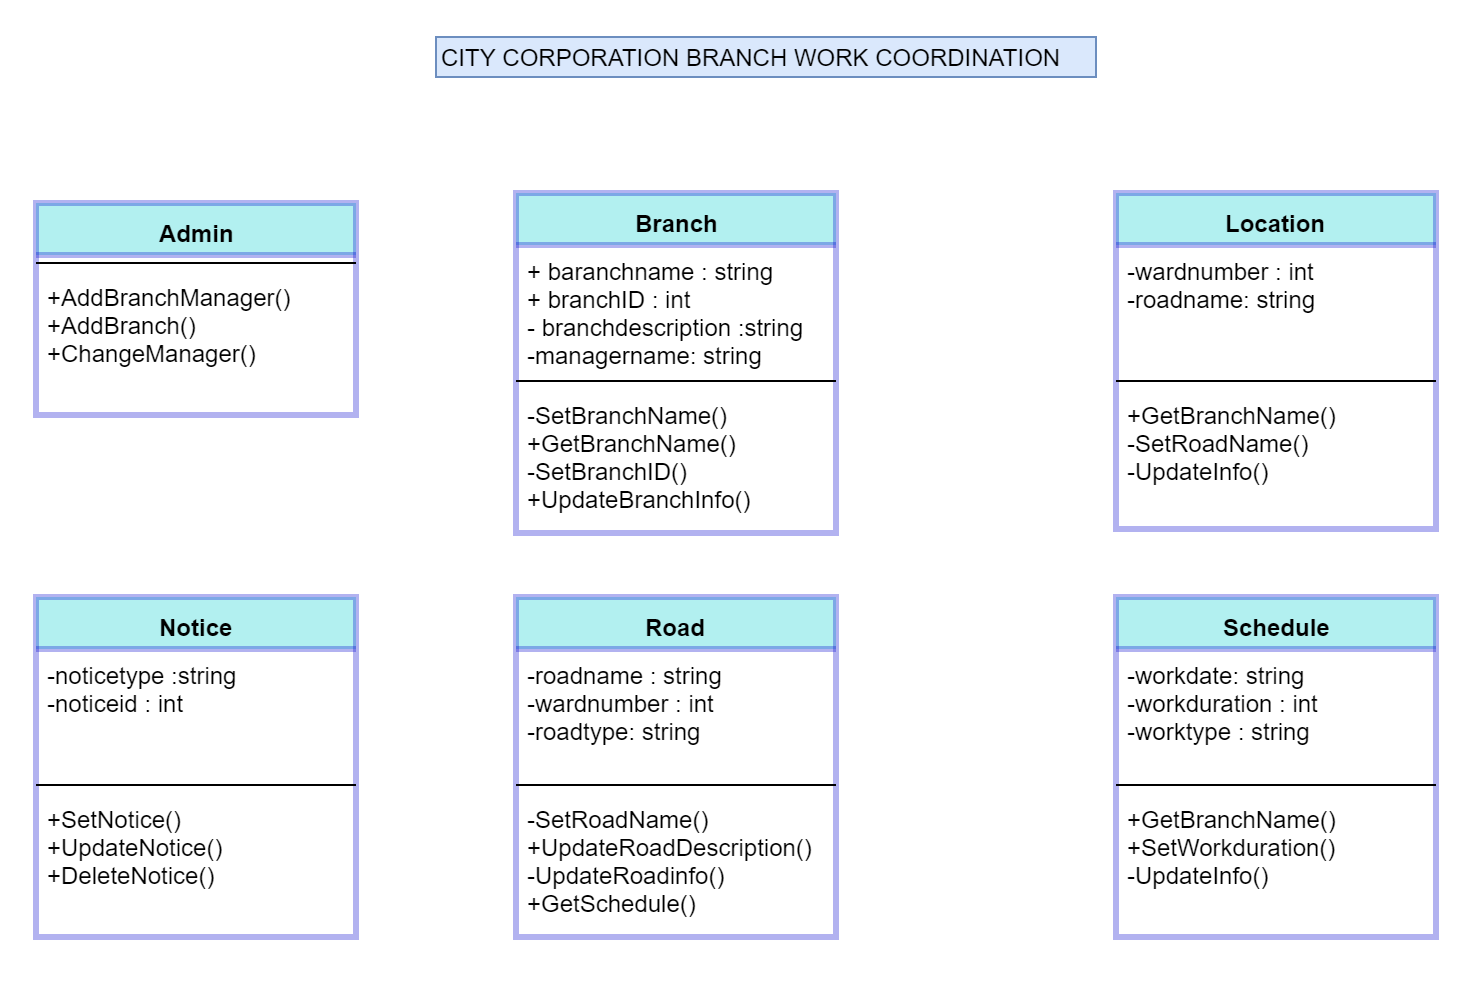 CITY CORPORATION BRANCH WORK COORDINATION
Admin
+AddBranchManager()
+AddBranch()
+ChangeManager()
Branch
+ baranchname : string
+ branchID : int
- branchdescription :string
-managername: string
-SetBranchName()
+GetBranchName()
-SetBranchID()
+UpdateBranchInfo()
Location
-wardnumber : int
-roadname: string
+GetBranchName()
-SetRoadName()
-UpdateInfo()
Notice
-noticetype :string
-noticeid : int
+SetNotice()
+UpdateNotice()
+DeleteNotice()
Road
-roadname : string
-wardnumber : int
-roadtype: string
-SetRoadName()
+UpdateRoadDescription()
-UpdateRoadinfo()
+GetSchedule()
Schedule
-workdate: string
-workduration : int
-worktype : string
+GetBranchName()
+SetWorkduration()
-UpdateInfo()